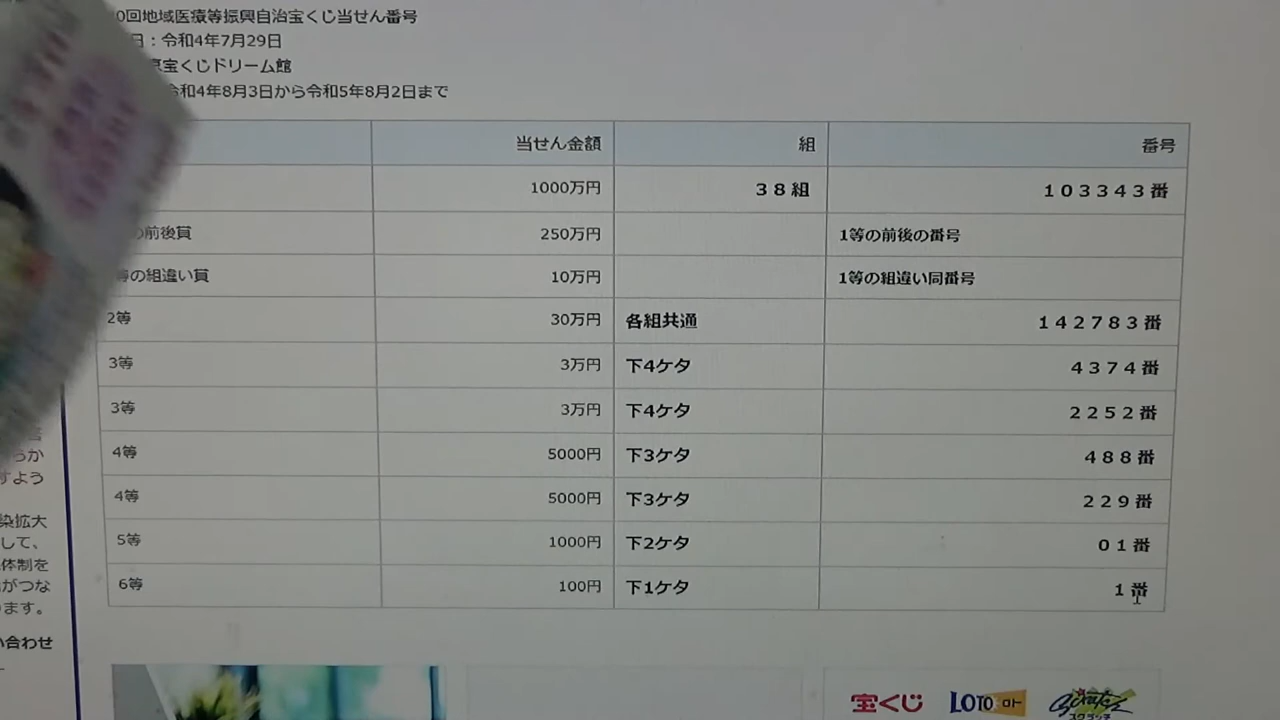 0回地域医療等振興自治宝くじ当せん番号
日：令和4年7月29日
宝くじドリーム館
令和4年8月3日から令和5年8月2日まで
当せん金額 組 番号
1000万円 38組 103343番
の前後賞 250万円 1等の前後の番号
等の組違い賞 10万円 1等の組違い同番号
2等 30万円 各組共通 142783番
3等 3万円 下4ケタ 4374番
3等 3万円 下4ケタ 2252番
4等 5000円 下3ケタ 488番
4等 5000円 下3ケタ 229番
5等 1000円 下2ケタ 01番
6等 100円 下1ケタ 1番
らか
すよう
染拡大
して、
体制を
がつな
ます。
い合わせ
宝くじ LOTO ロト スクラッチ